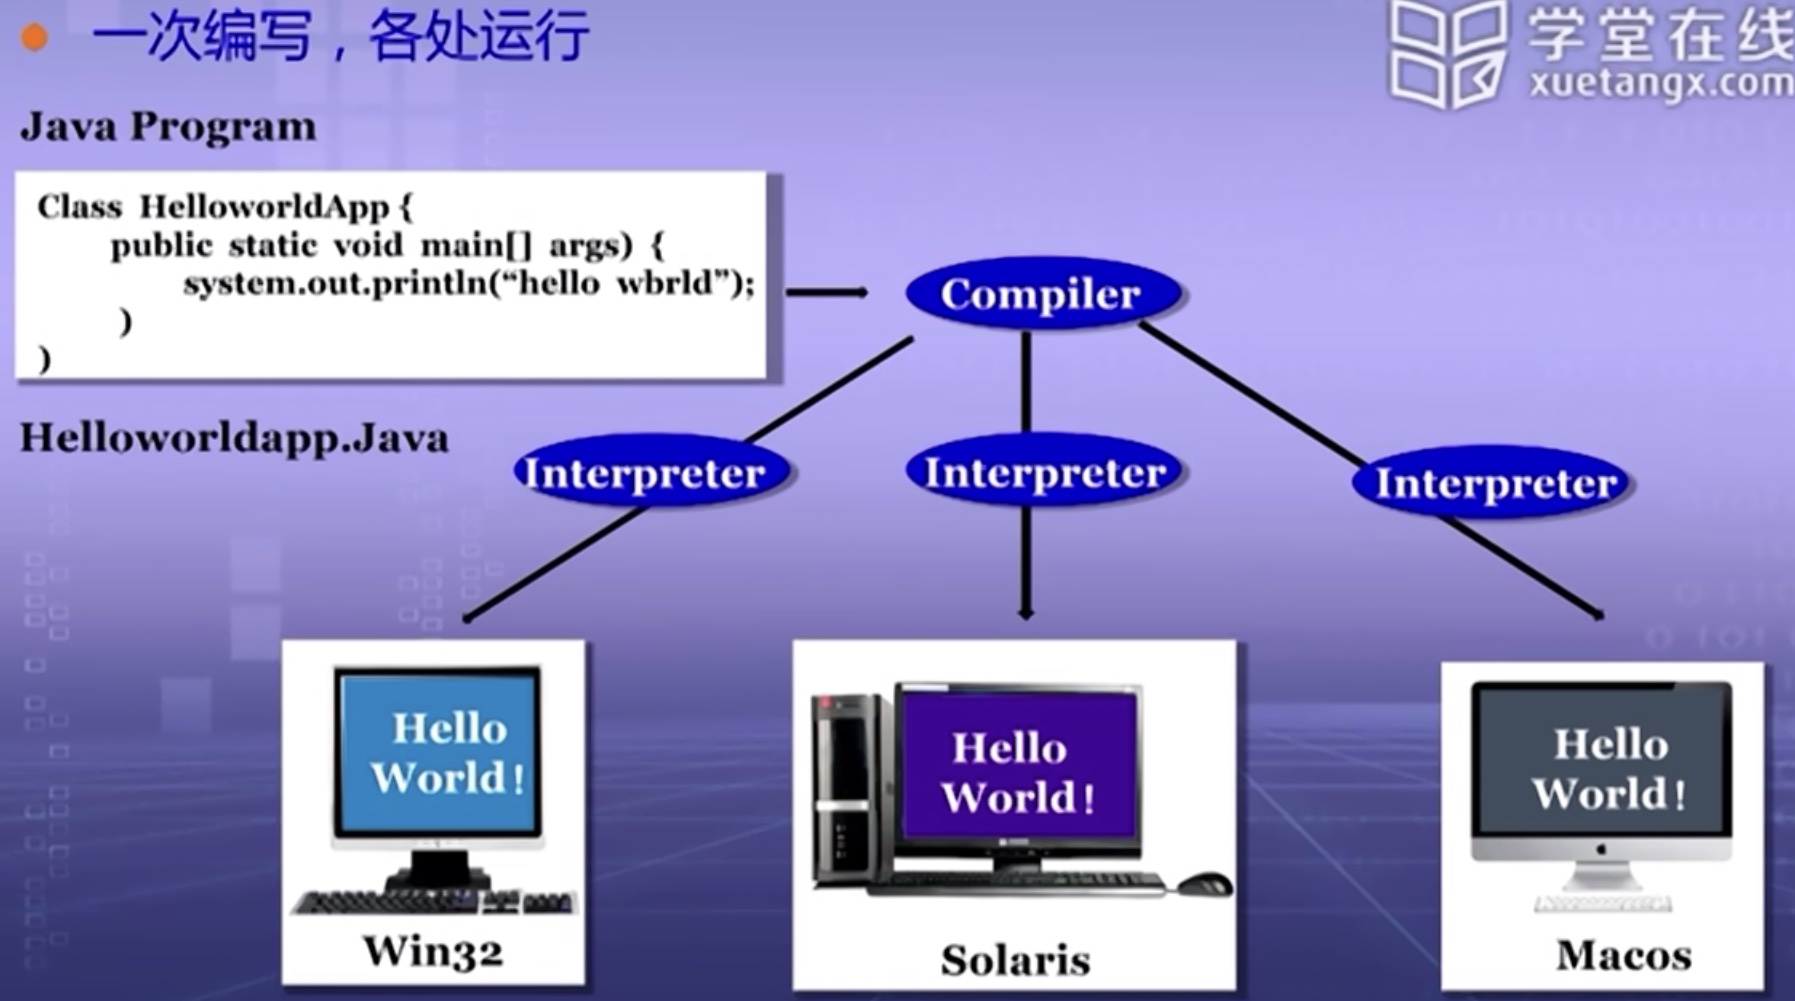 一次编写，各处运行
学堂在线
xuetangx.com
Java Program
Class HelloworldApp {
public static void main[] args) {
system.out.println(“hello wbrld”);
)
)
Helloworldapp.Java
Compiler
Interpreter
Interpreter
Interpreter
Hello
World!
Win32
Hello
World!
Solaris
Hello
World!
Macos